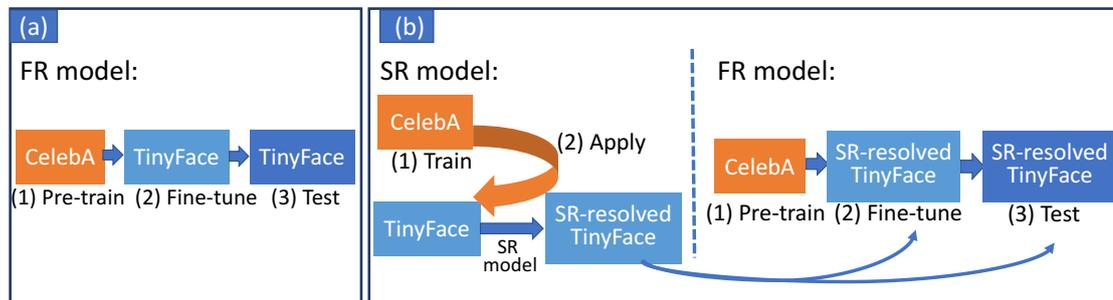 (a)
FR model:
CelebA
TinyFace
TinyFace
(1) Pre-train
(2) Fine-tune
(3) Test
(b)
SR model:
CelebA
(1) Train
(2) Apply
TinyFace
SR
model
SR-resolved
TinyFace
FR model:
CelebA
SR-resolved
TinyFace
SR-resolved
TinyFace
(1) Pre-train
(2) Fine-tune
(3) Test